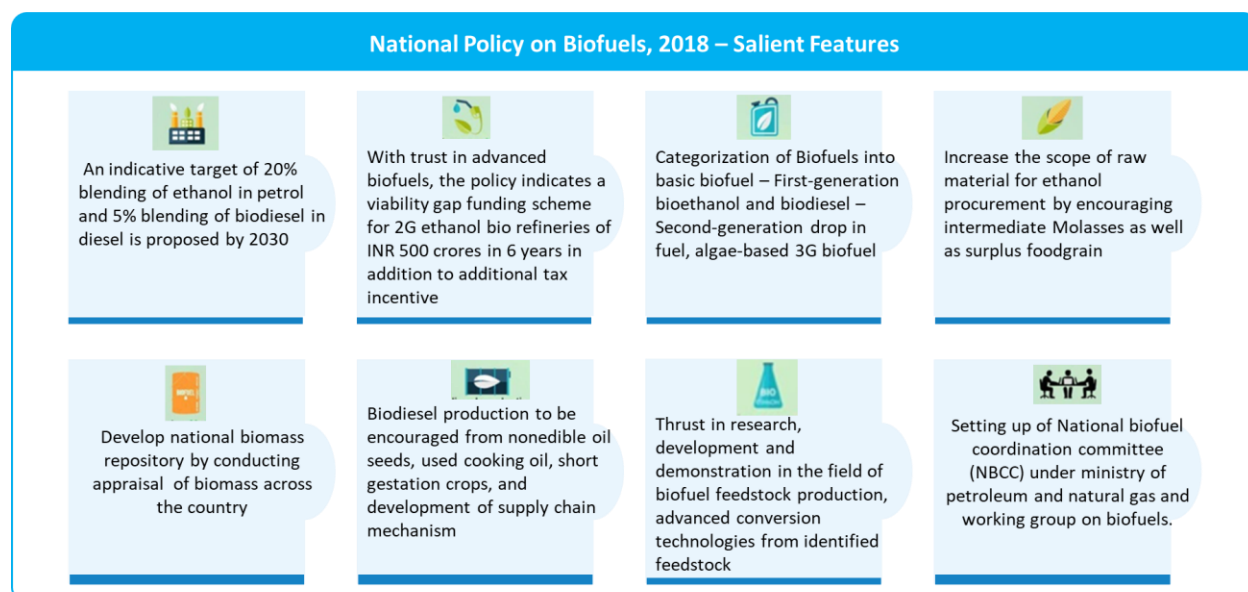 National Policy on Biofuels, 2018 – Salient Features
An indicative target of 20%
blending of ethanol in petrol
and 5% blending of biodiesel in
diesel is proposed by 2030
With trust in advanced
biofuels, the policy indicates a
viability gap funding scheme
for 2G ethanol bio refineries of
INR 500 crores in 6 years in
addition to additional tax
incentive
Categorization of Biofuels into
basic biofuel – First-generation
bioethanol and biodiesel –
Second-generation drop in
fuel, algae-based 3G biofuel
Increase the scope of raw
material for ethanol
procurement by encouraging
intermediate Molasses as well
as surplus foodgrain
Develop national biomass
repository by conducting
appraisal of biomass across
the country
Biodiesel production to be
encouraged from nonedible oil
seeds, used cooking oil, short
gestation crops, and
development of supply chain
mechanism
BIO
Thrust in research,
development and
demonstration in the field of
biofuel feedstock production,
advanced conversion
technologies from identified
feedstock
Setting up of National biofuel
coordination committee
(NBCC) under ministry of
petroleum and natural gas and
working group on biofuels.